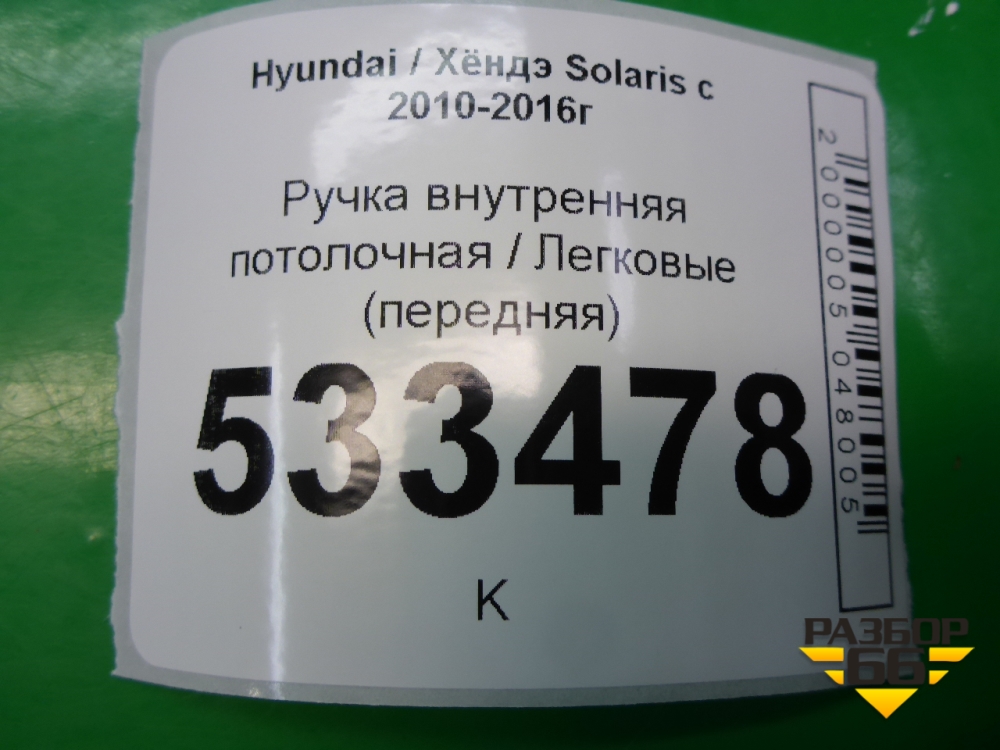 Hyundai / Хёндэ Solaris с
2010-2016г
Ручка внутренняя
потолочная / Легковые
(передняя)
533478
К
2000005048005
РАЗБОР
66